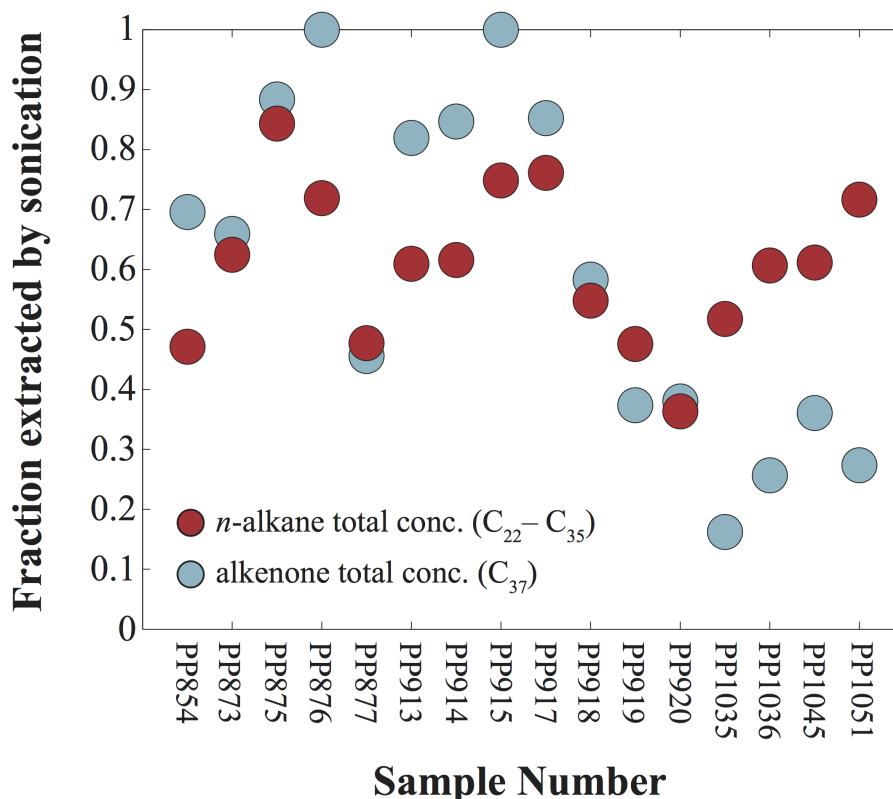 Fraction extracted by sonication
1
0.9
0.8
0.7
0.6
0.5
0.4
0.3
0.2
0.1
0
n-alkane total conc. (C22– C35)
alkenone total conc. (C37)
PP854
PP873
PP875
PP876
PP877
PP913
PP914
PP915
PP917
PP918
PP919
PP920
PP1035
PP1036
PP1045
PP1051
Sample Number